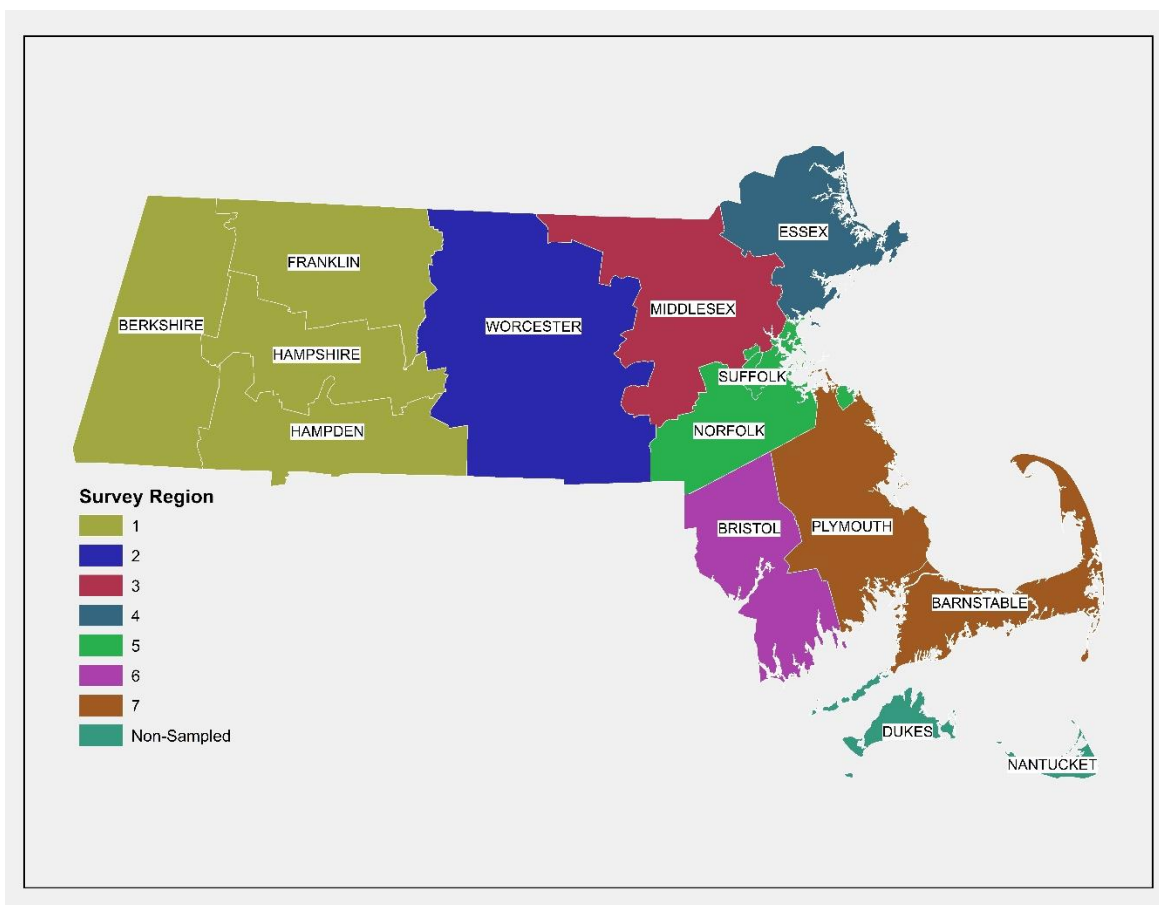 ESSEX
FRANKLIN
MIDDLESEX
BERKSHIRE
WORCESTER
HAMPSHIRE
SUFFOLK
HAMPDEN
NORFOLK
Survey Region
1
2
3
4
5
6
7
Non-Sampled
BRISTOL
PLYMOUTH
BARNSTABLE
DUKES
NANTUCKET